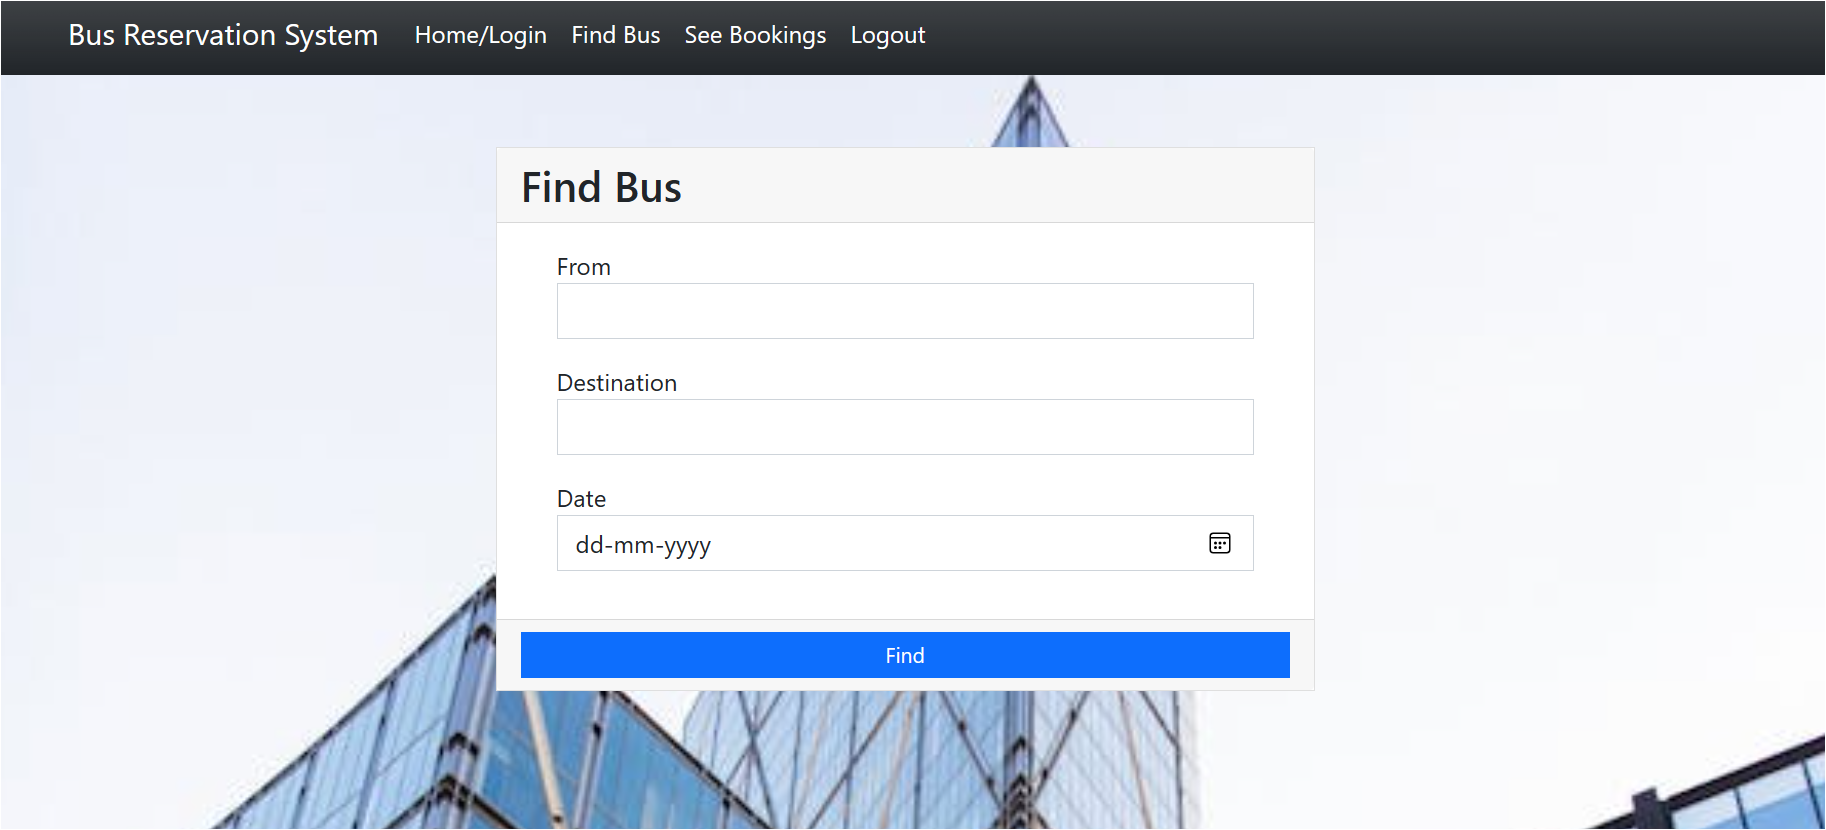 Bus Reservation System Home/Login Find Bus See Bookings Logout
Find Bus
From
Destination
Date
dd-mm-yyyy
Find